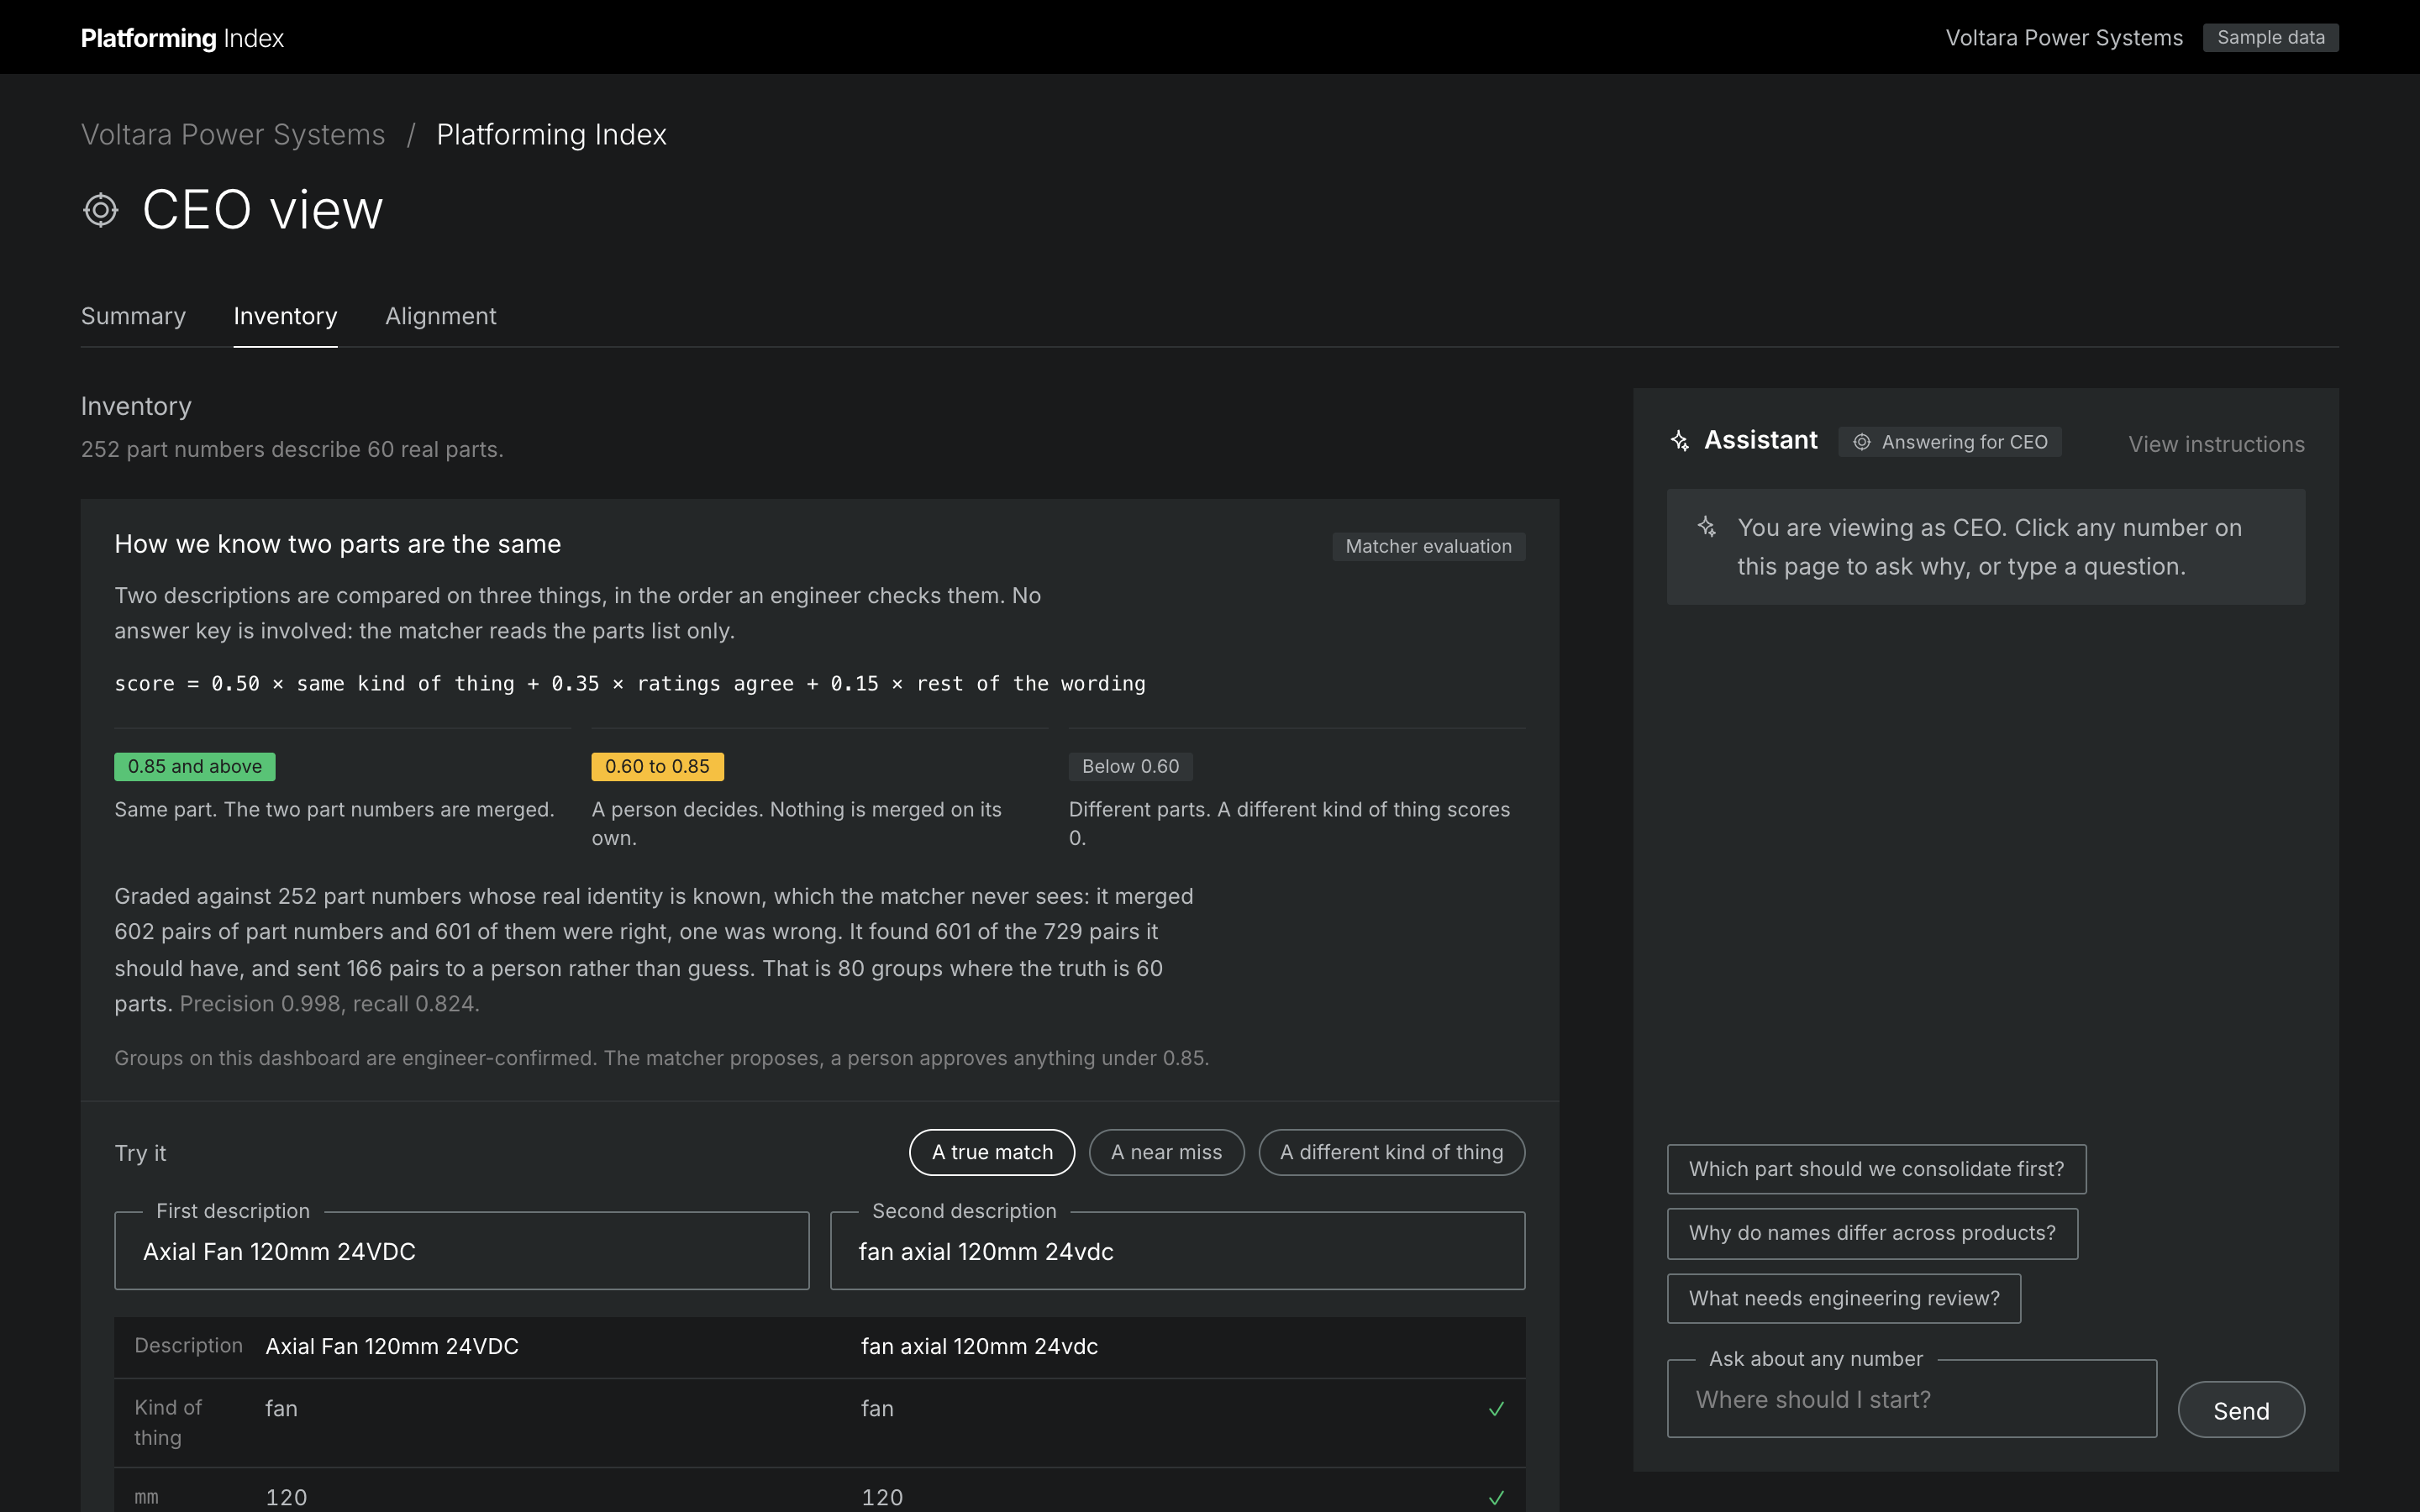 Platforming Index
Voltara Power Systems
Sample data
Voltara Power Systems / Platforming Index
CEO view
Summary
Inventory
Alignment
Inventory
252 part numbers describe 60 real parts.
How we know two parts are the same
Matcher evaluation
Two descriptions are compared on three things, in the order an engineer checks them. No
answer key is involved: the matcher reads the parts list only.
score = 0.50 × same kind of thing + 0.35 × ratings agree + 0.15 × rest of the wording
0.85 and above
Same part. The two part numbers are merged.
0.60 to 0.85
A person decides. Nothing is merged on its
own.
Below 0.60
Different parts. A different kind of thing scores
0.
Graded against 252 part numbers whose real identity is known, which the matcher never sees: it merged
602 pairs of part numbers and 601 of them were right, one was wrong. It found 601 of the 729 pairs it
should have, and sent 166 pairs to a person rather than guess. That is 80 groups where the truth is 60
parts. Precision 0.998, recall 0.824.
Groups on this dashboard are engineer-confirmed. The matcher proposes, a person approves anything under 0.85.
Try it
A true match
A near miss
A different kind of thing
First description
Axial Fan 120mm 24VDC
Second description
fan axial 120mm 24vdc
Description
Axial Fan 120mm 24VDC
fan axial 120mm 24vdc
Kind of
thing
fan
fan
mm
120
120
Assistant
Answering for CEO
View instructions
You are viewing as CEO. Click any number on
this page to ask why, or type a question.
Which part should we consolidate first?
Why do names differ across products?
What needs engineering review?
Ask about any number
Where should I start?
Send